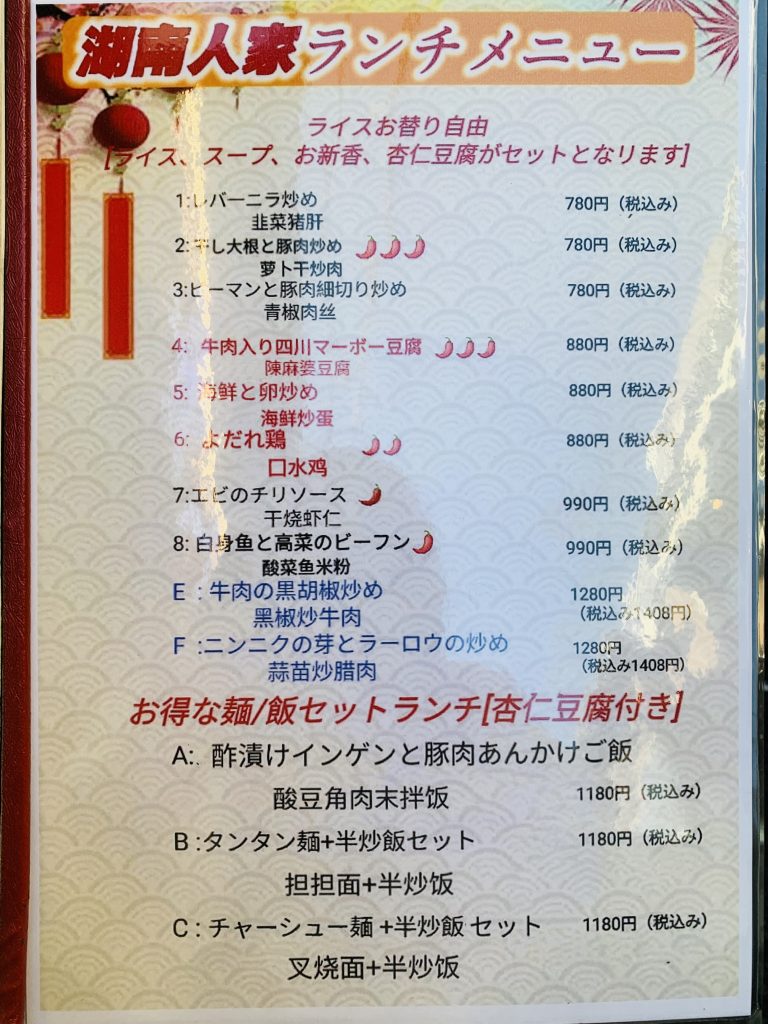 湖南人家ランチメニュー
ライスお替り自由
[ライス、スープ、お新香、杏仁豆腐がセットとなります]
1:レバーニラ炒め 780円（税込み）
韭菜猪肝
2:干し大根と豚肉炒め 780円（税込み）
萝卜干炒肉
3:ピーマンと豚肉細切り炒め 780円（税込み）
青椒肉丝
4: 牛肉入り四川マーボー豆腐 880円（税込み）
陳麻婆豆腐
5: 海鮮と卵炒め 880円（税込み）
海鮮炒蛋
6: よだれ鶏 880円（税込み）
口水鸡
7:エビのチリソース 990円（税込み）
干烧虾仁
8: 白身鱼と高菜のビーフン 990円（税込み）
酸菜鱼米粉
E : 牛肉の黒胡椒炒め 1280円
黑椒炒牛肉 （税込み1408円）
F :ニンニクの芽とラーロウの炒め 1280円
蒜苗炒腊肉 （税込み1408円）
お得な麺/飯セットランチ[杏仁豆腐付き]
A:. 酢漬けインゲンと豚肉あんかけご飯
酸豆角肉末拌饭 1180円（税込み）
B :タンタン麺+半炒飯セット 1180円（税込み）
担担面+半炒饭
C : チャーシュー麺 +半炒飯 セット 1180円（税込み）
叉烧面+半炒饭